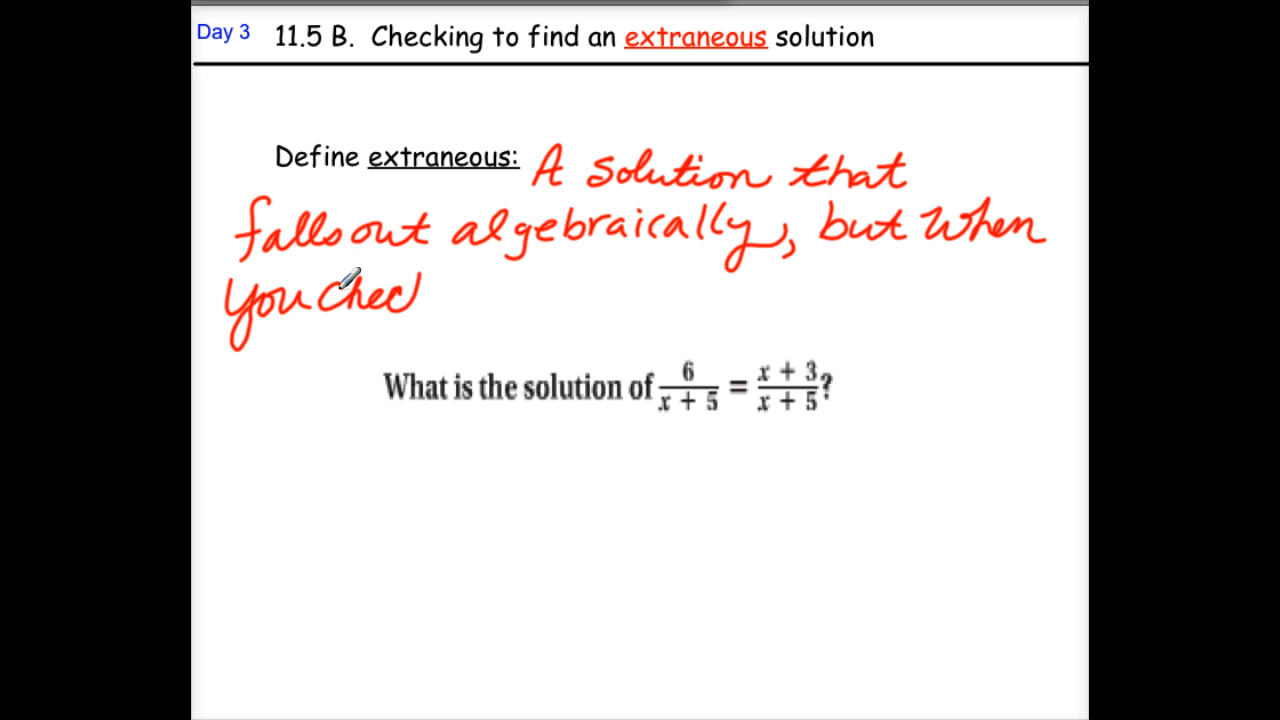 Day 3 11.5 B. Checking to find an extraneous solution
Define extraneous: A solution that
falls out algebraically, but when
you chec
What is the solution of 6/(x + 5) = (x + 3)/(x + 5)?